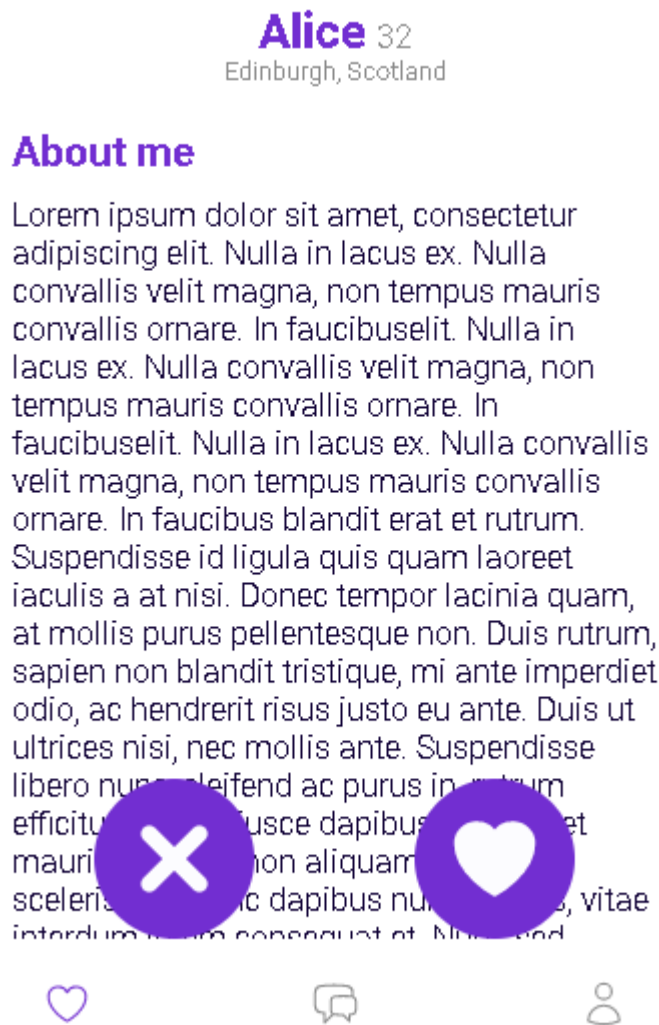 Alice 32
Edinburgh, Scotland
About me
Lorem ipsum dolor sit amet, consectetur
adipiscing elit. Nulla in lacus ex. Nulla
convallis velit magna, non tempus mauris
convallis ornare. In faucibuselit. Nulla in
lacus ex. Nulla convallis velit magna, non
tempus mauris convallis ornare. In
faucibuselit. Nulla in lacus ex. Nulla convallis
velit magna, non tempus mauris convallis
ornare. In faucibus blandit erat et rutrum.
Suspendisse id ligula quis quam laoreet
iaculis a at nisi. Donec tempor lacinia quam,
at mollis purus pellentesque non. Duis rutrum,
sapien non blandit tristique, mi ante imperdiet
odio, ac hendrerit risus justo eu ante. Duis ut
ultrices nisi, nec mollis ante. Suspendisse
libero nunc eleifend ac purus in, rutrum
dapibus
non aliquam
dapibus vitae
interdum consequat et.